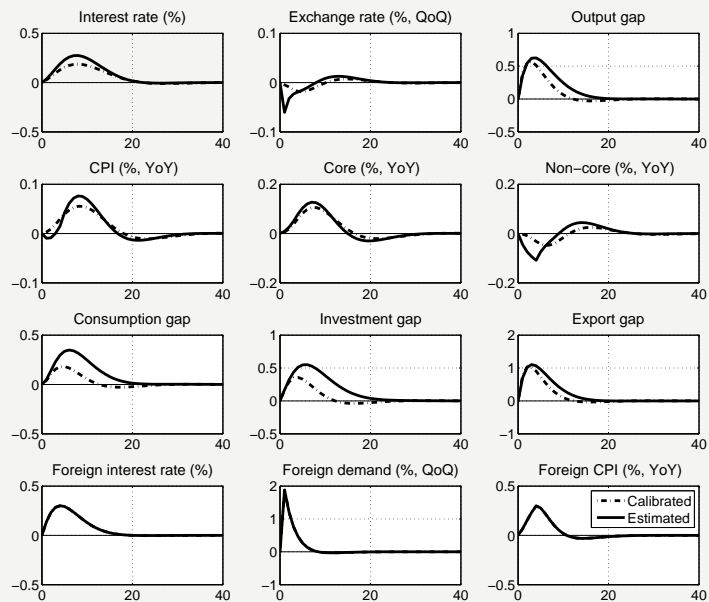 Interest rate (%)
Exchange rate (%, QoQ)
Output gap
0.5
0
−0.5
0 20 40
0.1
0
−0.1
0 20 40
1
0.5
0
−0.5
0 20 40
CPI (%, YoY)
Core (%, YoY)
Non−core (%, YoY)
0.1
0
−0.1
0 20 40
0.2
0
−0.2
0 20 40
0.2
0
−0.2
0 20 40
Consumption gap
Investment gap
Export gap
0.5
0
−0.5
0 20 40
1
0.5
0
−0.5
0 20 40
2
1
0
−1
0 20 40
Foreign interest rate (%)
Foreign demand (%, QoQ)
Foreign CPI (%, YoY)
0.5
0
−0.5
0 20 40
2
1
0
−1
0 20 40
0.5
0
−0.5
0 20 40
Calibrated
Estimated